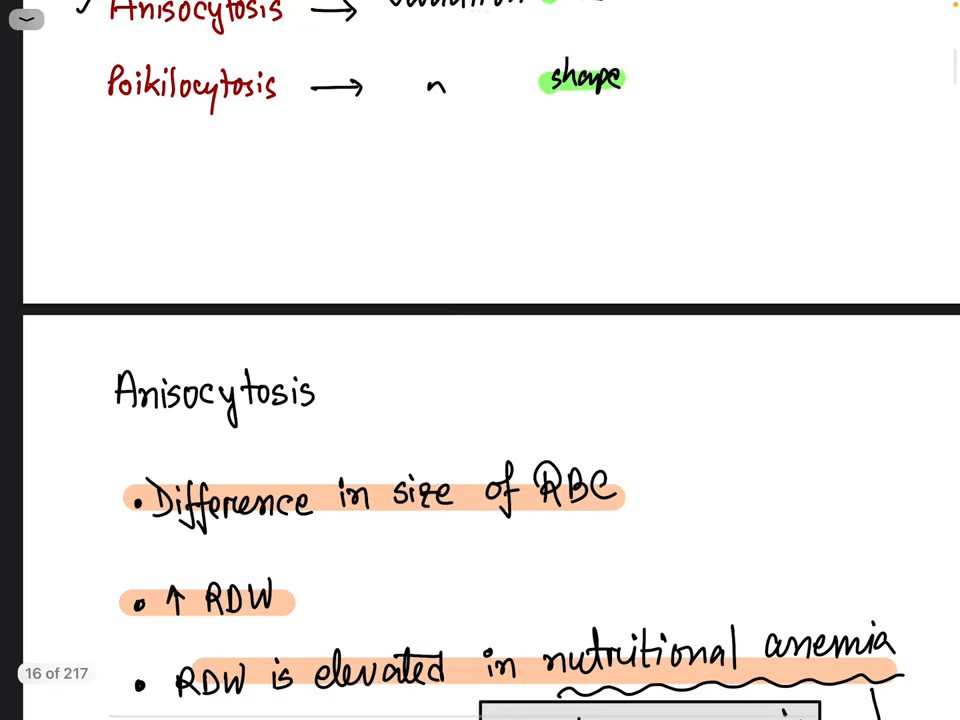 Anisocytosis →
Poikilocytosis → " shape
Anisocytosis
• Difference in size of RBC
• ↑ RDW
• RDW is elevated in nutritional anemia
16 of 217